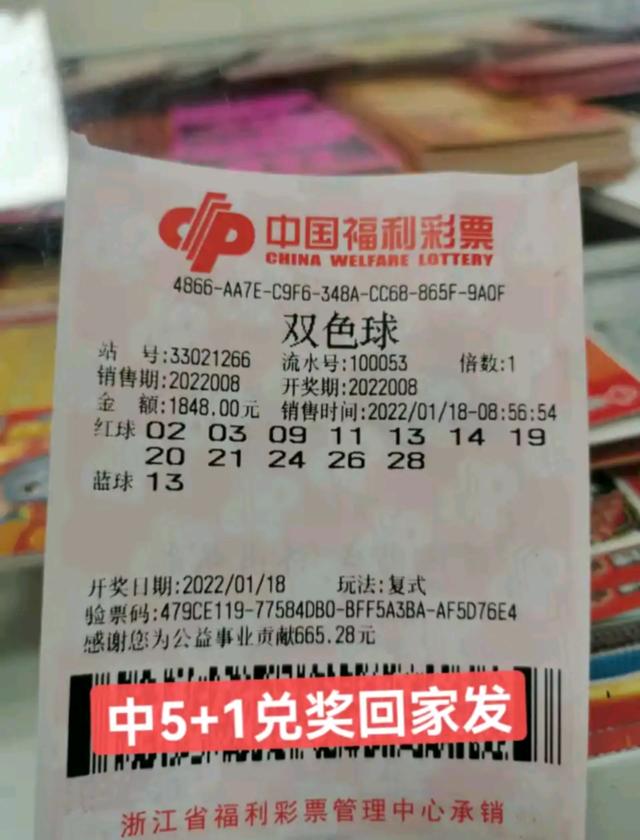 中国福利彩票
CHINA WELFARE LOTTERY
4866-AA7E-C9F6-348A-CC68-865F-9A0F
双色球
站 号:33021266 流水号:100053 倍数:1
销售期:2022008 开奖期:2022008
金 额:1848.00元 销售时间:2022/01/18-08:56:54
红球 02 03 09 11 13 14 19
20 21 24 26 28
蓝球 13
开奖日期:2022/01/18 玩法:复式
验票码:479CE119-77584DB0-BFF5A3BA-AF5D76E4
感谢您为公益事业贡献665.28元
中5+1兑奖回家发
浙江省福利彩票管理中心承销